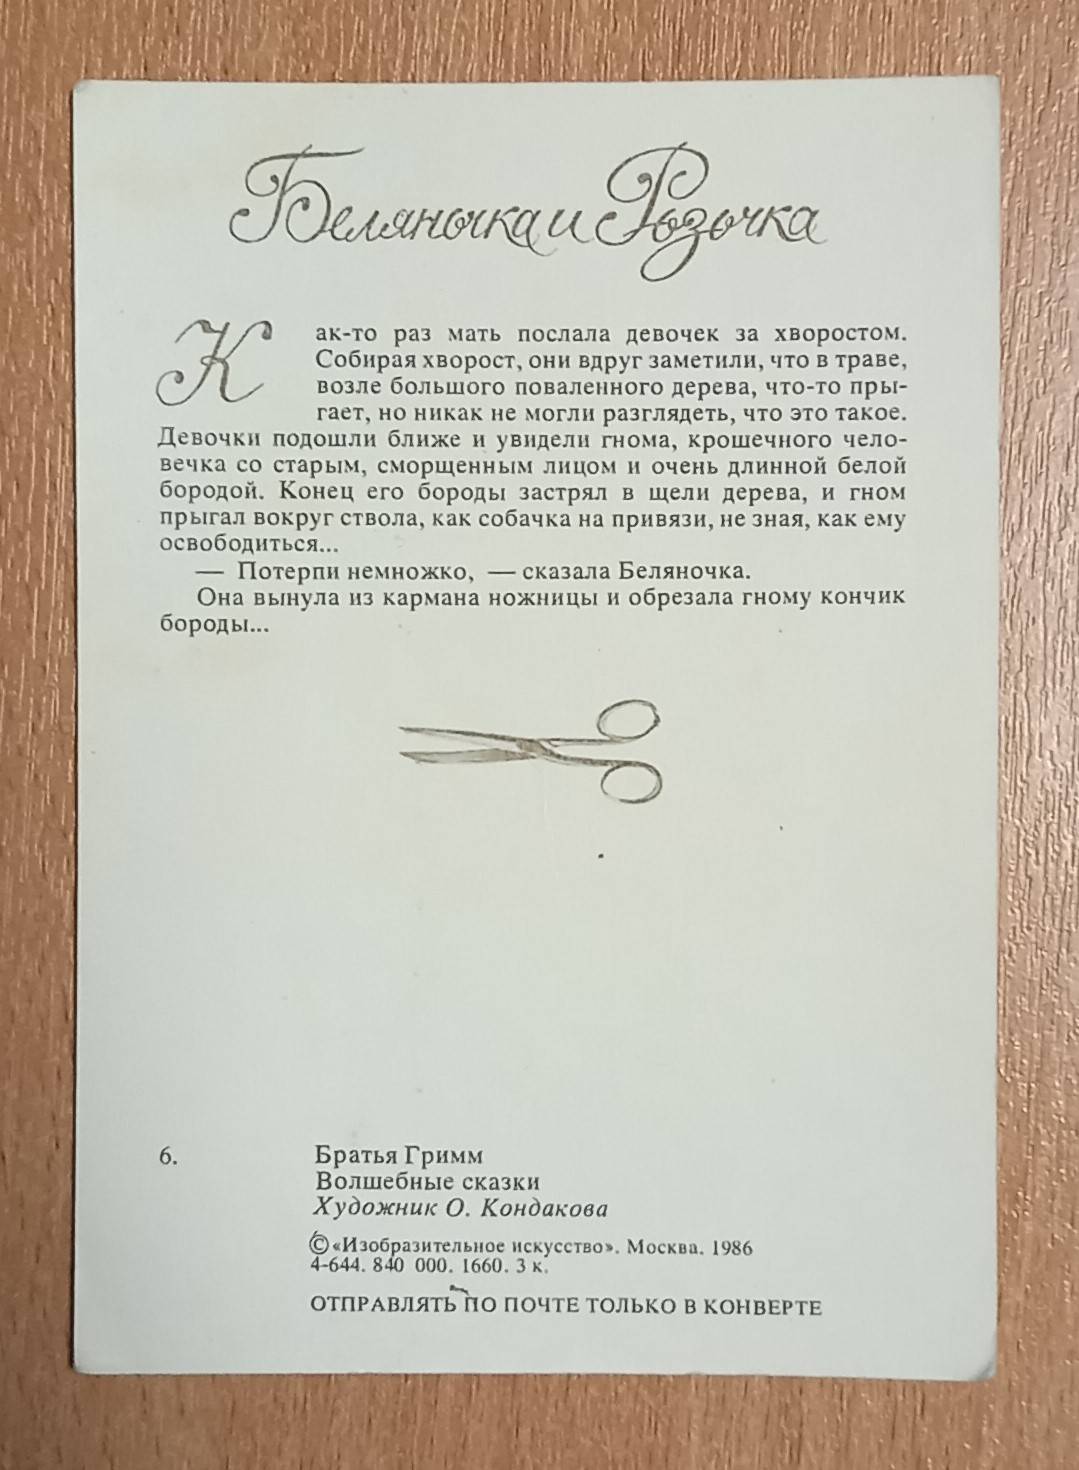 Беляночка и Розочка
Как-то раз мать послала девочек за хворостом.
Собирая хворост, они вдруг заметили, что в траве,
возле большого поваленного дерева, что-то пры-
гает, но никак не могли разглядеть, что это такое.
Девочки подошли ближе и увидели гнома, крошечного чело-
вечка со старым, сморщенным лицом и очень длинной белой
бородой. Конец его бороды застрял в щели дерева, и гном
прыгал вокруг ствола, как собачка на привязи, не зная, как ему
освободиться...
— Потерпи немножко, — сказала Беляночка.
Она вынула из кармана ножницы и обрезала гному кончик
бороды...
6.
Братья Гримм
Волшебные сказки
Художник О. Кондакова
© «Изобразительное искусство». Москва. 1986
4-644. 840 000. 1660. 3 к.
ОТПРАВЛЯТЬ ПО ПОЧТЕ ТОЛЬКО В КОНВЕРТЕ